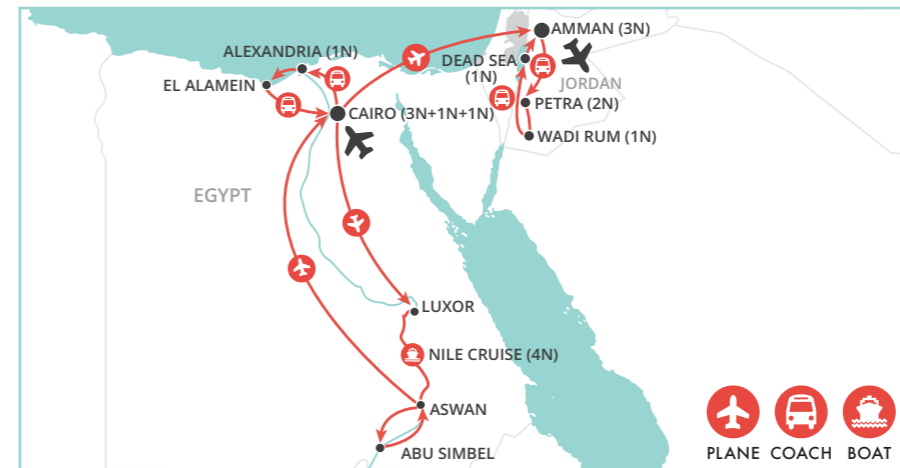 AMMAN (3N)
ALEXANDRIA (1N)
DEAD SEA
(1N)
JORDAN
EL ALAMEIN
PETRA (2N)
CAIRO (3N+1N+1N)
WADI RUM (1N)
EGYPT
LUXOR
NILE CRUISE (4N)
ASWAN
ABU SIMBEL
PLANE COACH BOAT